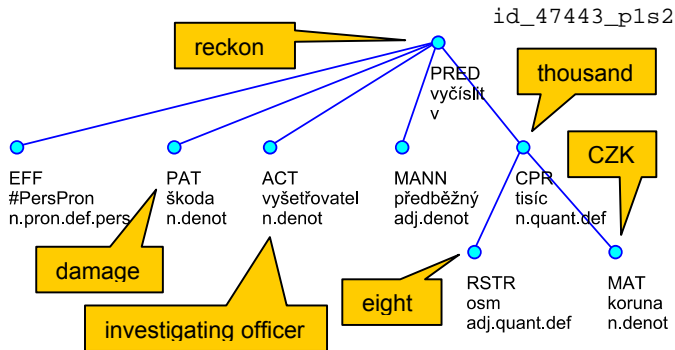 id_47443_p1s2
reckon
PRED
vyčíslit
v
thousand
CZK
EFF
#PersPron
n.pron.def.pers
PAT
škoda
n.denot
ACT
vyšetřovatel
n.denot
MANN
předběžný
adj.denot
CPR
tisíc
n.quant.def
damage
investigating officer
eight
RSTR
osm
adj.quant.def
MAT
koruna
n.denot